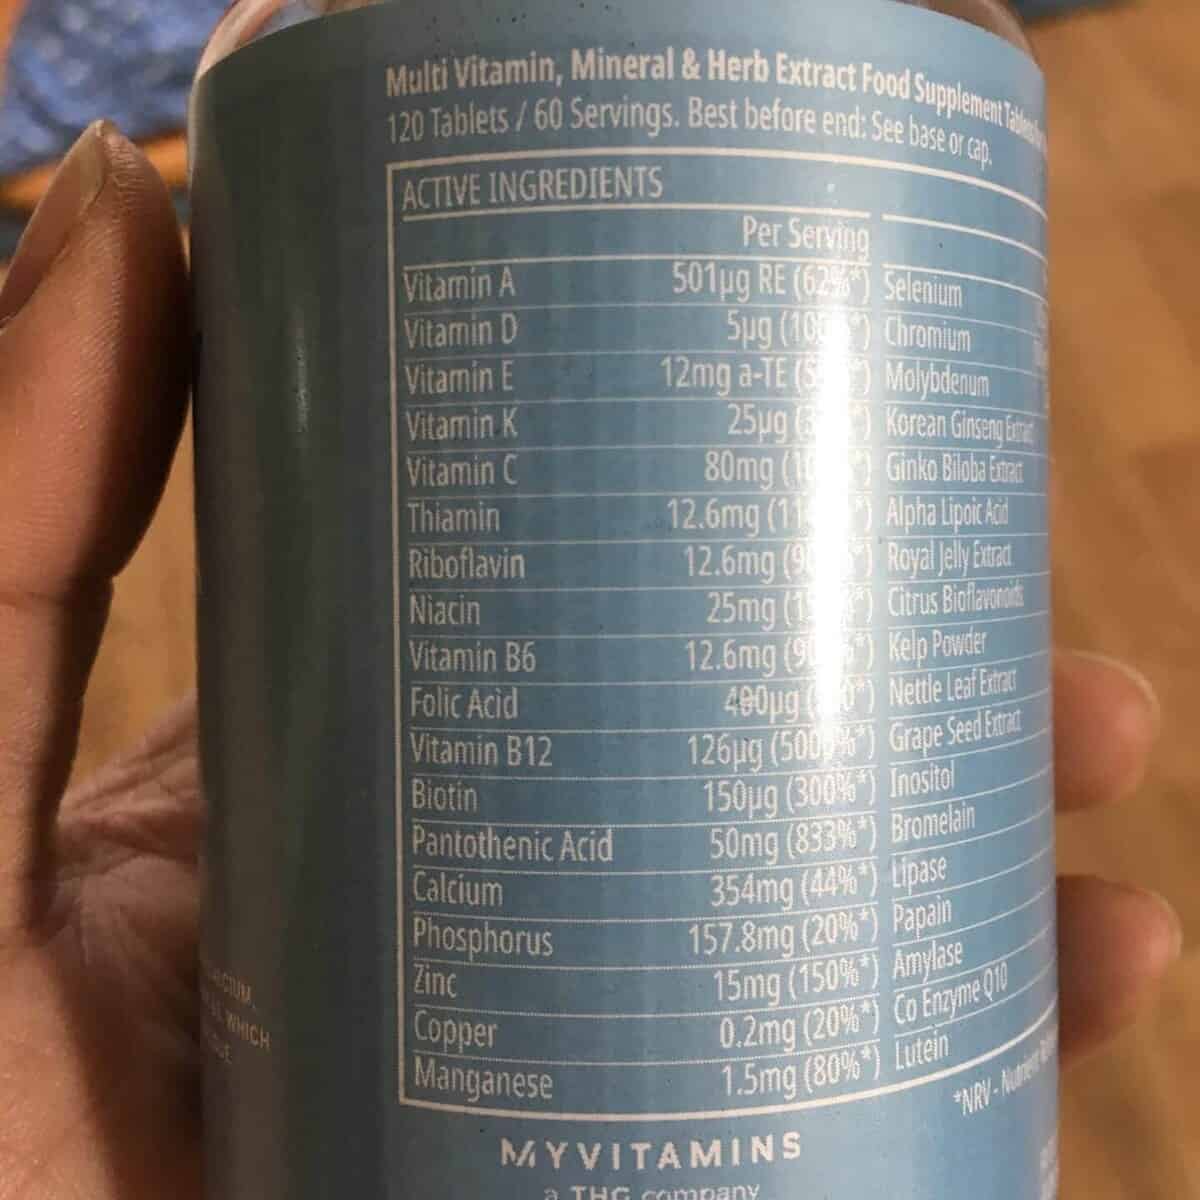 Multi Vitamin, Mineral & Herb Extract Food Supplement
120 Tablets / 60 Servings. Best before end: See base or cap.
ACTIVE INGREDIENTS
Per Serving
Vitamin A 501µg RE (62%*) Selenium
Vitamin D 5µg Chromium
Vitamin E 12mg a-TE Molybdenum
Vitamin K 25µg Korean Ginseng Extract
Vitamin C 80mg Ginko Biloba Extract
Thiamin 12.6mg Alpha Lipoic Acid
Riboflavin 12.6mg Royal Jelly Extract
Niacin 25mg Citrus Bioflavonoids
Vitamin B6 12.6mg Kelp Powder
Folic Acid 400µg Nettle Leaf Extract
Vitamin B12 126µg Grape Seed Extract
Biotin 150µg (300%*) Inositol
Pantothenic Acid 50mg (833%*) Bromelain
Calcium 354mg (44%*) Lipase
Phosphorus 157.8mg (20%*) Papain
Zinc 15mg (150%*) Amylase
Copper 0.2mg (20%*) Co Enzyme Q10
Manganese 1.5mg (80%*) Lutein
*NRV - Nutrient
MYVITAMINS
a THG company
WHICH